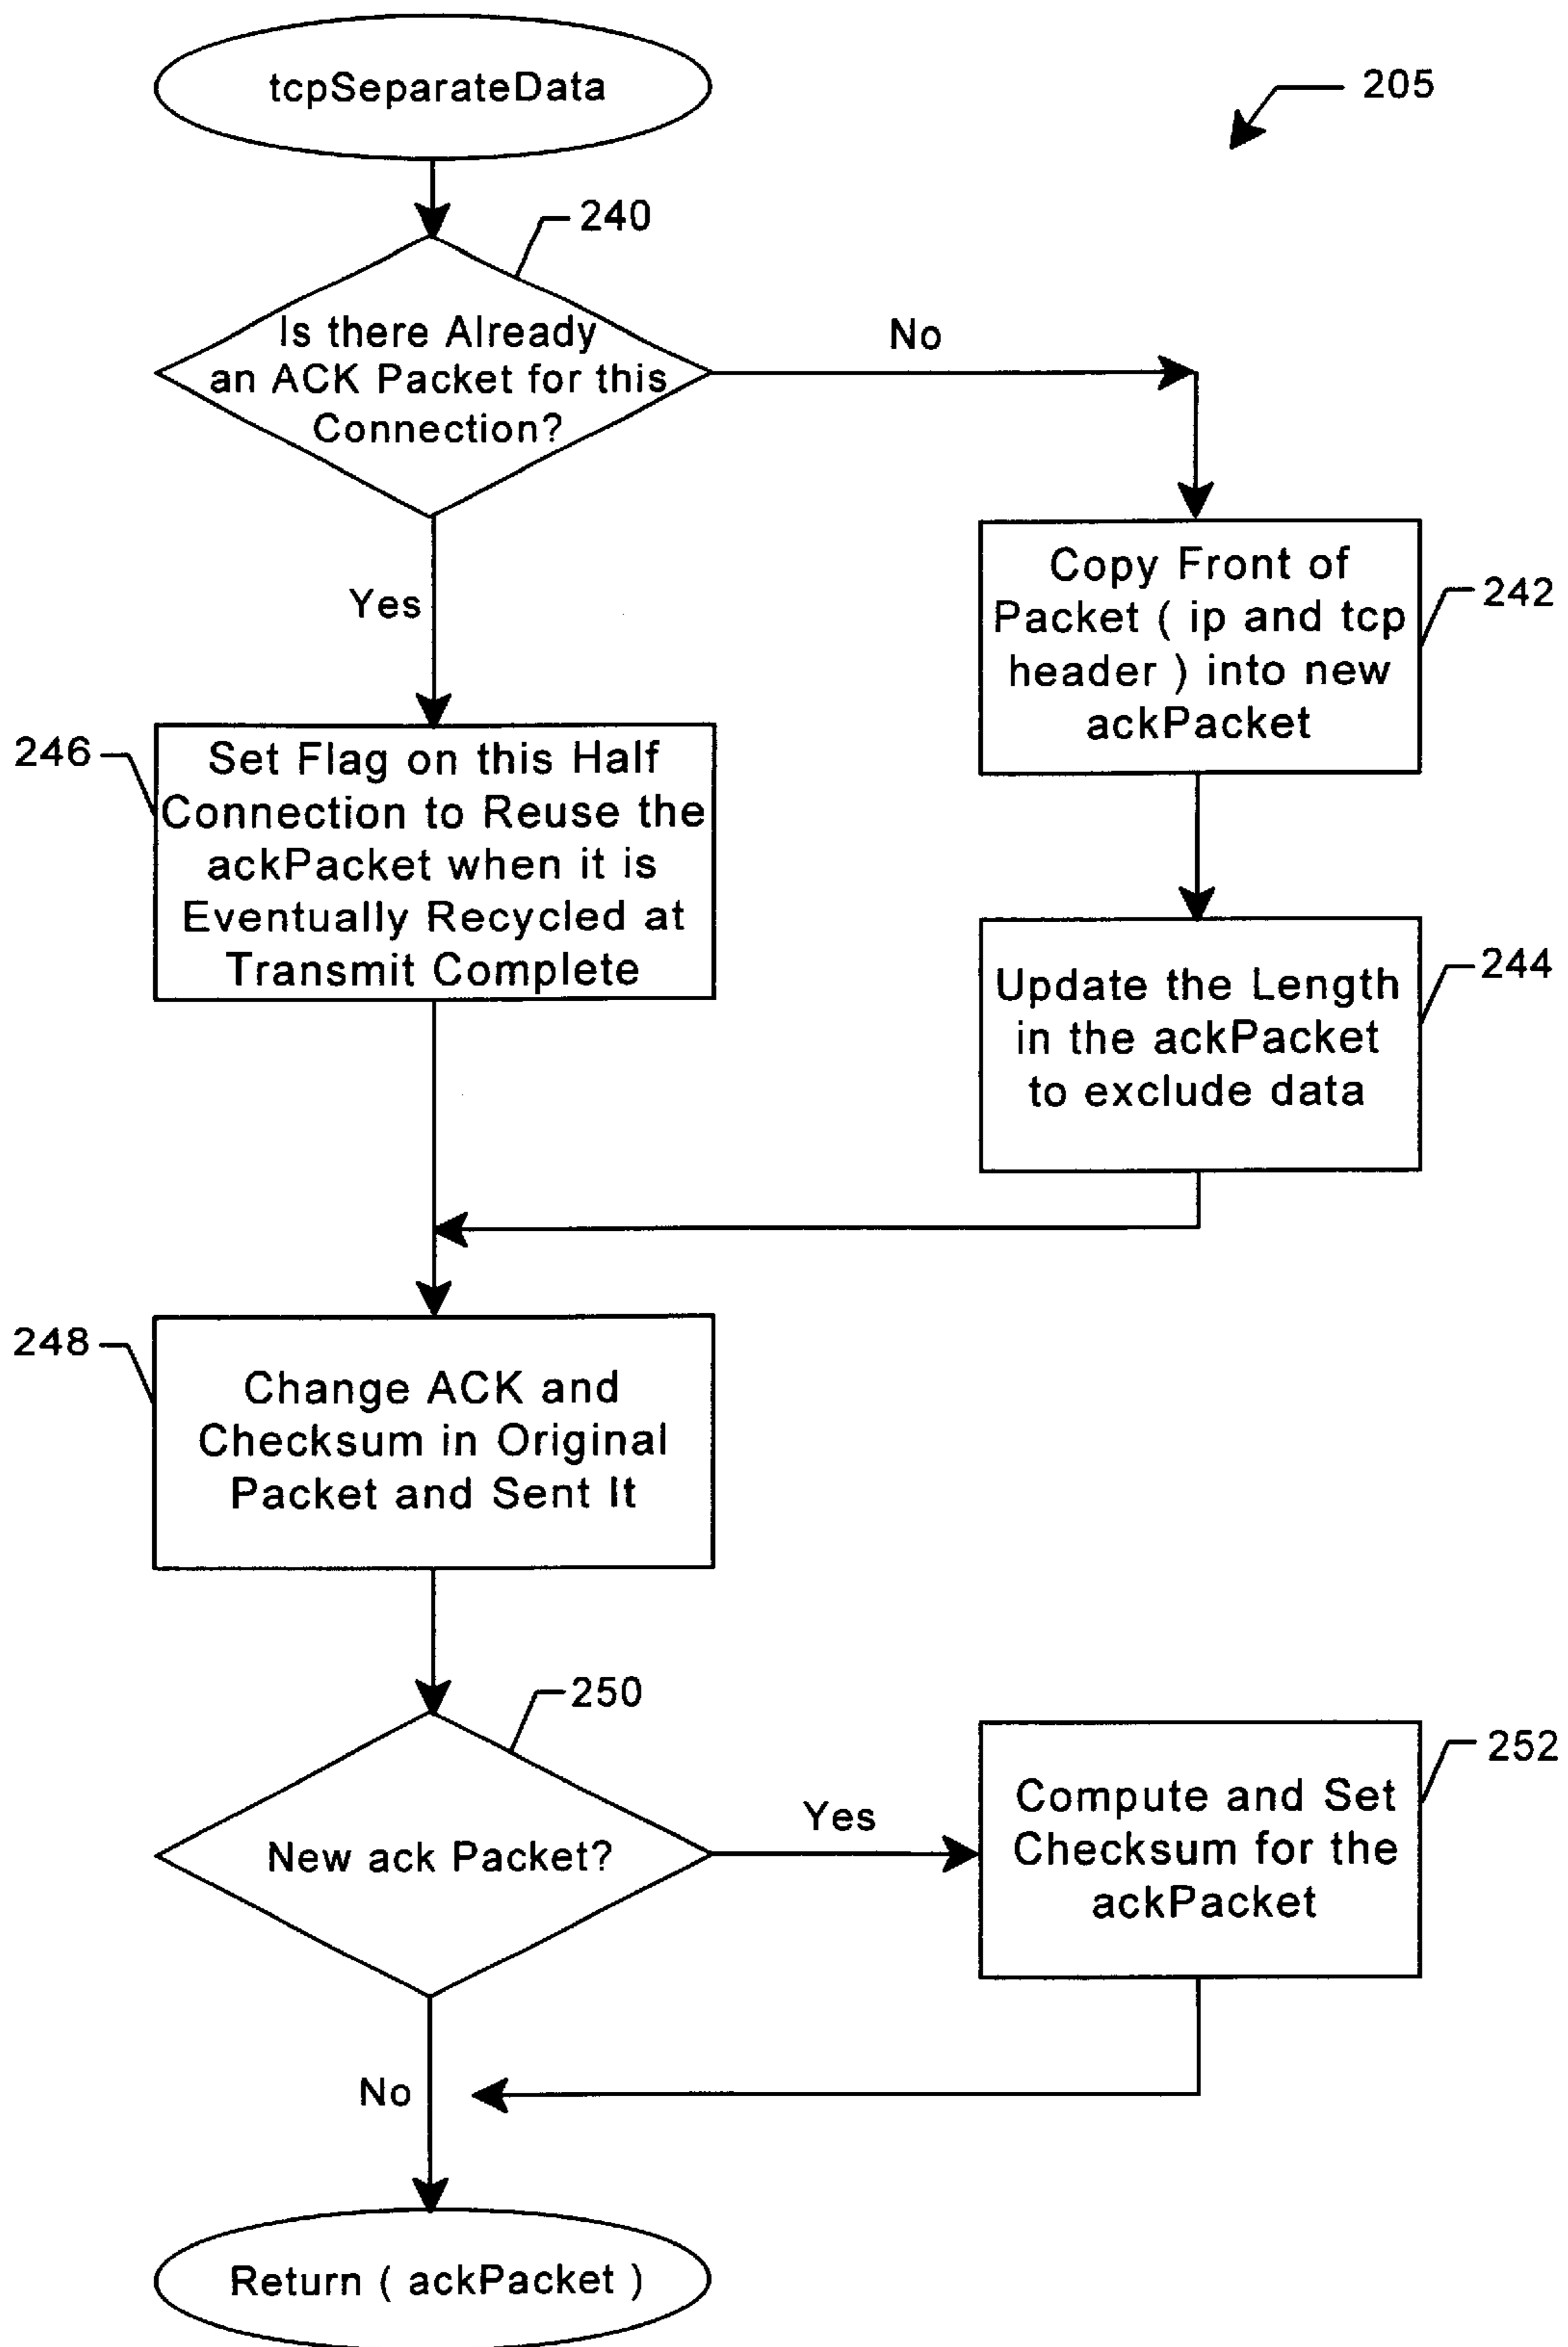 tcpSeparateData
205
240
Is there Already
an ACK Packet for this
Connection?
No
Yes
Copy Front of
Packet ( ip and tcp
header ) into new
ackPacket
242
246
Set Flag on this Half
Connection to Reuse the
ackPacket when it is
Eventually Recycled at
Transmit Complete
Update the Length
in the ackPacket
to exclude data
244
248
Change ACK and
Checksum in Original
Packet and Sent It
250
New ack Packet?
Yes
Compute and Set
Checksum for the
ackPacket
252
No
Return ( ackPacket )